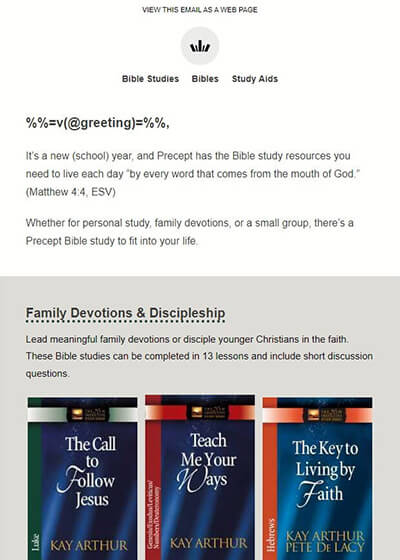 VIEW THIS EMAIL AS A WEB PAGE
Bible Studies Bibles Study Aids
%%=v(@greeting)=%%,
It's a new (school) year, and Precept has the Bible study resources you
need to live each day “by every word that comes from the mouth of God.”
(Matthew 4:4, ESV)
Whether for personal study, family devotions, or a small group, there's a
Precept Bible study to fit into your life.
Family Devotions & Discipleship
Lead meaningful family devotions or disciple younger Christians in the faith.
These Bible studies can be completed in 13 lessons and include short discussion
questions.
The Call
to
Follow
Jesus
Luke
KAY ARTHUR
Teach
Me Your
Ways
Genesis/Exodus/Leviticus/
Numbers/Deuteronomy
KAY ARTHUR
The Key to
Living by
Faith
Hebrews
KAY ARTHUR
PETE DE LACY